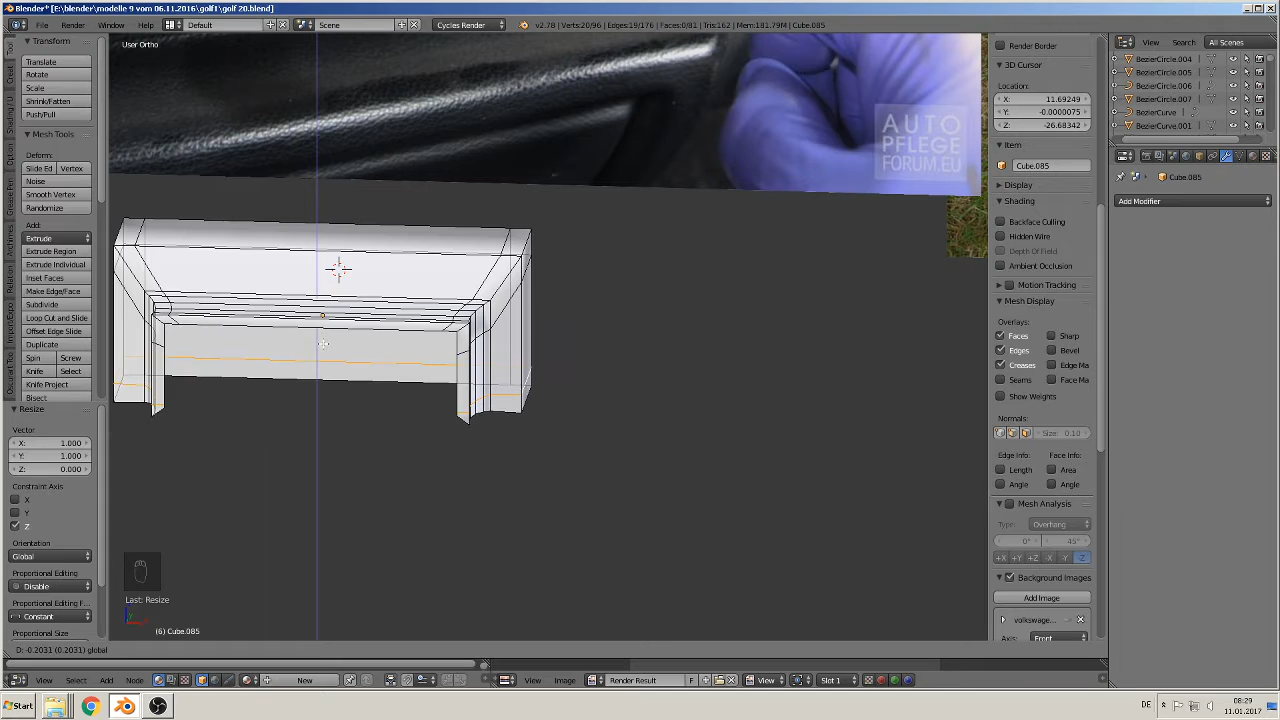 Blender* [E:\blender\modelle 9 vom 06.11.2016\golf1\golf 20.blend]
File Render Window Help Default Scene Cycles Render v2.78 | Verts:20/96 | Edges:19/176 | Faces:0/81 | Tris:162 | Mem:181.79M | Cube.085
User Ortho
Transform
Translate
Rotate
Scale
Shrink/Fatten
Push/Pull
Mesh Tools
Deform:
Slide Ed Vertex
Noise
Smooth Vertex
Randomize
Add:
Extrude
Extrude Region
Extrude Individual
Inset Faces
Make Edge/Face
Subdivide
Loop Cut and Slide
Offset Edge Slide
Duplicate
Spin Screw
Knife Select
Knife Project
Bisect
Resize
Vector
X: 1.000
Y: 1.000
Z: 0.000
Constraint Axis
X
Y
Z
Orientation
Global
Proportional Editing
Disable
Proportional Editing F...
Constant
Proportional Size
AUTO
PFLEGE
FORUM.EU
Last: Resize
(6) Cube.085
D: -0.2031 (0.2031) global
Render Border
3D Cursor
Location:
X: 11.69249
Y: -0.0000075
Z: -26.68342
Item
Cube.085
Display
Shading
Backface Culling
Hidden Wire
Depth Of Field
Ambient Occlusion
Motion Tracking
Mesh Display
Overlays:
Faces Sharp
Edges Bevel
Creases Edge Ma
Seams Face Ma
Show Weights
Normals:
Size: 0.10
Edge Info: Face Info:
Length Area
Angle Angle
Mesh Analysis
Type: Overhang
0° 45°
+X +Y +Z -X -Y -Z
Background Images
Add Image
volkswage...
Axis: Front
View Search All Scenes
BezierCircle.004
BezierCircle.005
BezierCircle.006
BezierCircle.007
BezierCurve
BezierCurve.001
Cube.085
Add Modifier
View Select Add Node New View Image Render Result F View Slot 1
Start DE 08:29
11.01.2017